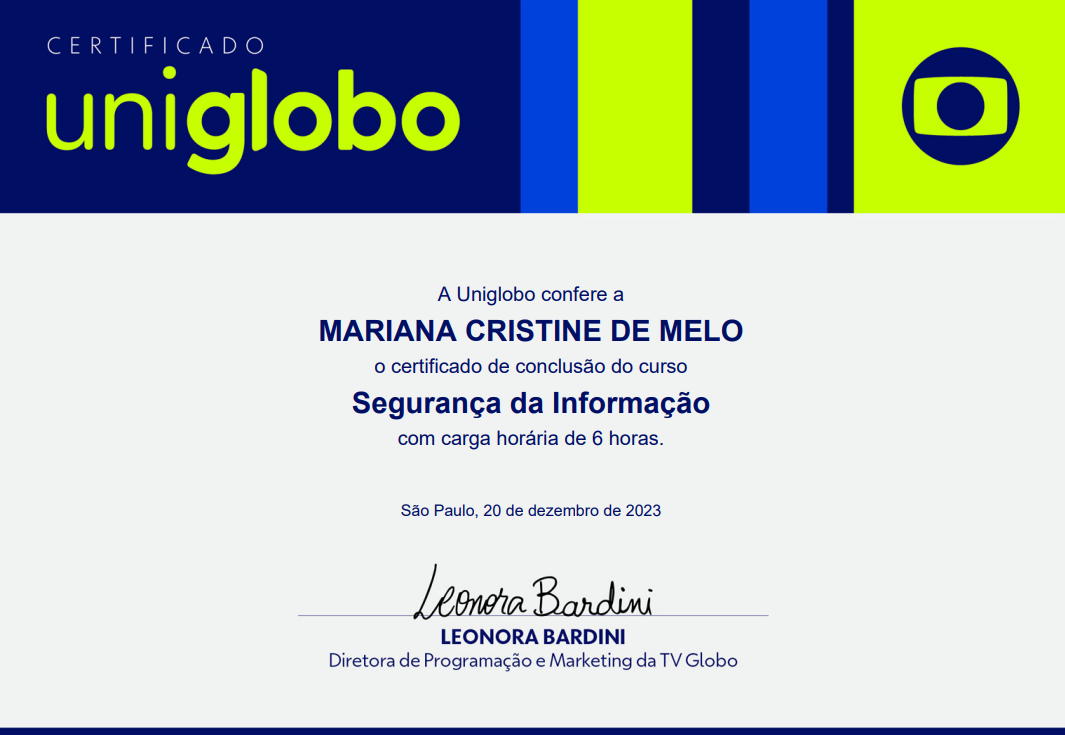 CERTIFICADO
uniglobo
A Uniglobo confere a
MARIANA CRISTINE DE MELO
o certificado de conclusão do curso
Segurança da Informação
com carga horária de 6 horas.
São Paulo, 20 de dezembro de 2023
Leonora Bardini
LEONORA BARDINI
Diretora de Programação e Marketing da TV Globo